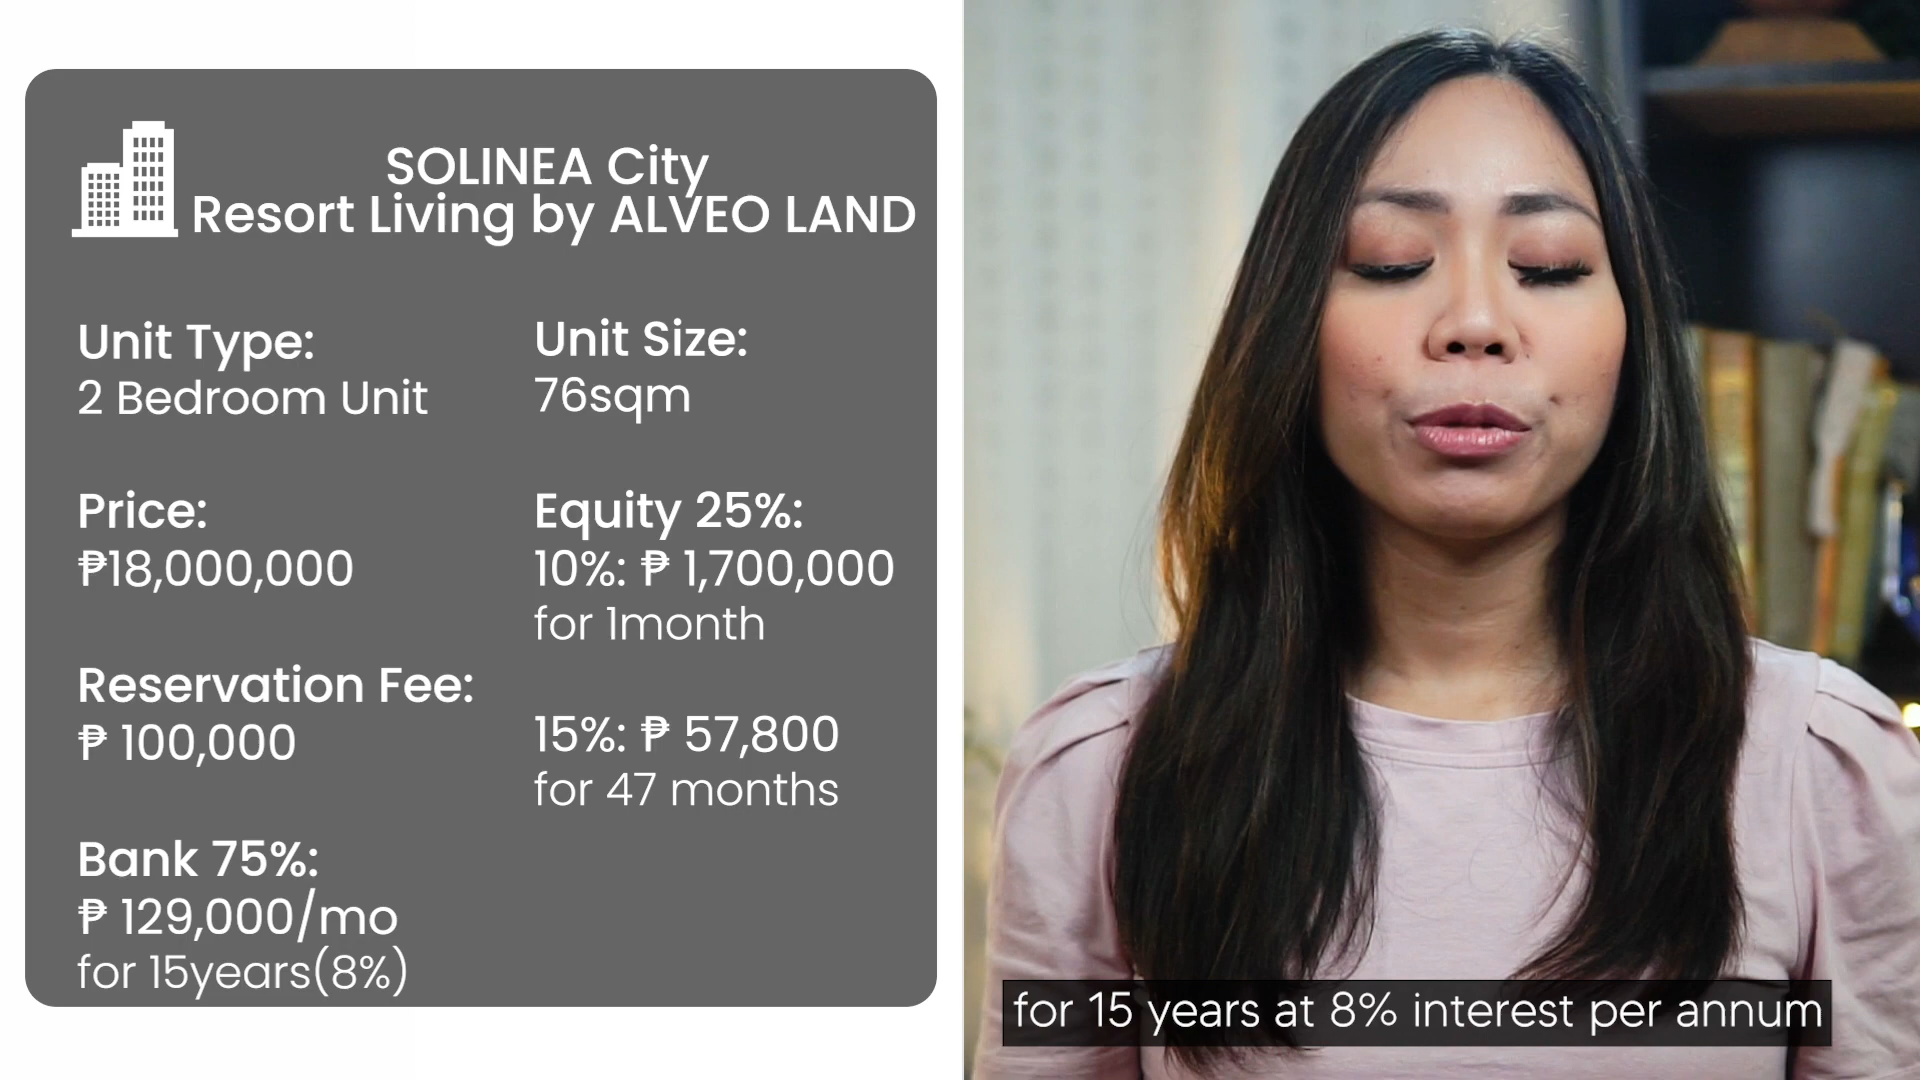 SOLINEA City
Resort Living by ALVEO LAND
Unit Type:
2 Bedroom Unit
Unit Size:
76sqm
Price:
₱18,000,000
Equity 25%:
10%: ₱ 1,700,000
for 1month
Reservation Fee:
₱ 100,000
15%: ₱ 57,800
for 47 months
Bank 75%:
₱ 129,000/mo
for 15years(8%)
for 15 years at 8% interest per annum